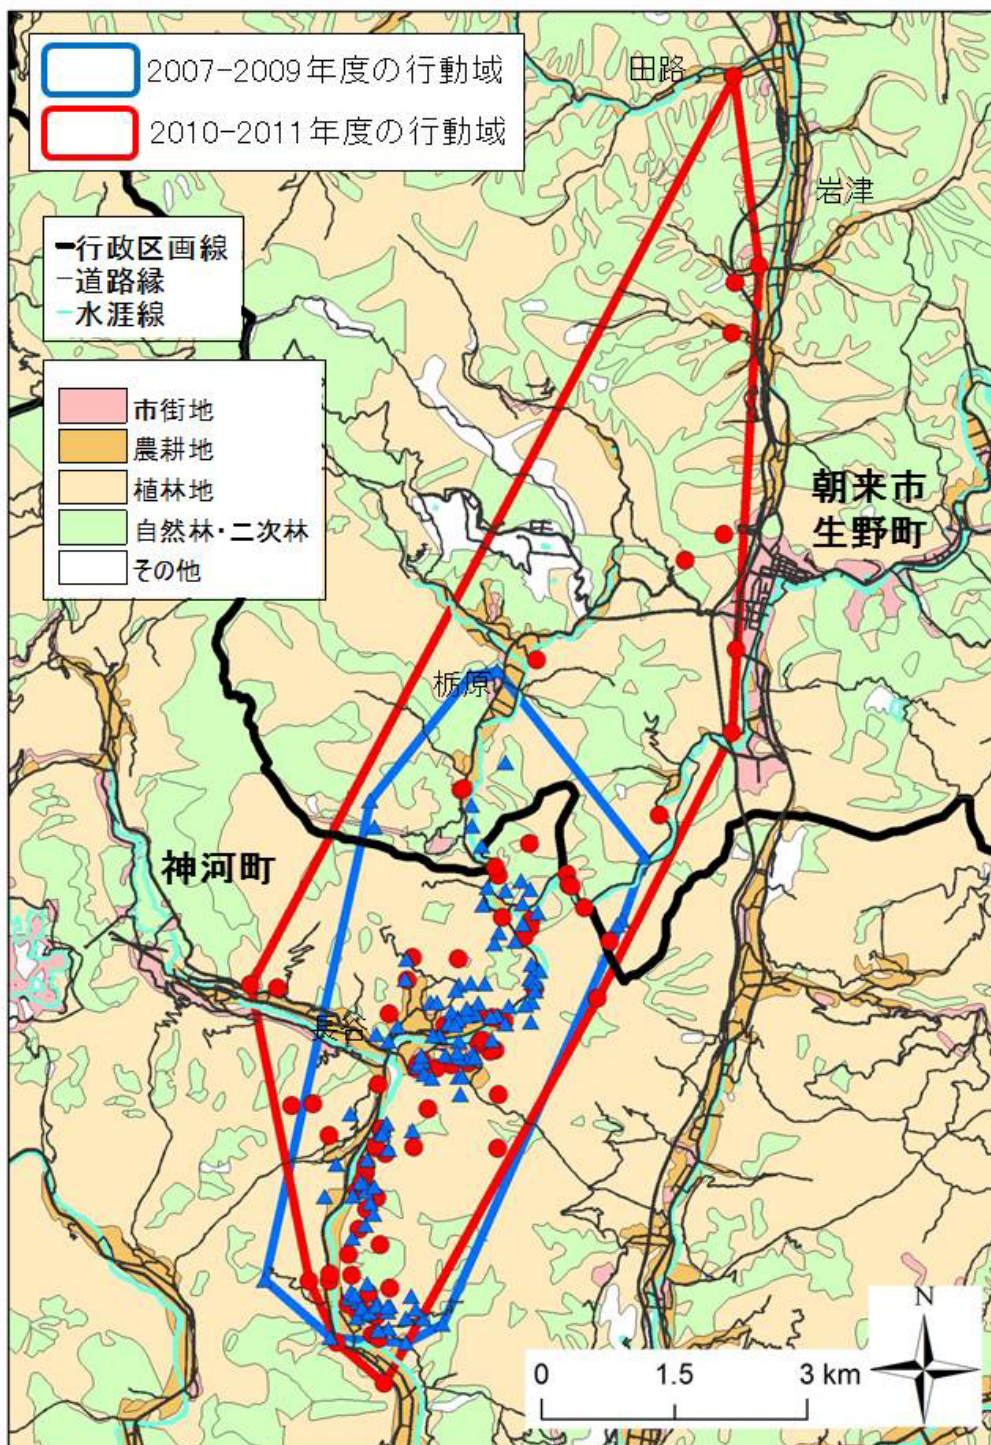 2007-2009年度の行動域
2010-2011年度の行動域
行政区画線
道路縁
水涯線
市街地
農耕地
植林地
自然林・二次林
その他
田路
岩津
朝来市
生野町
栃原
神河町
長谷
N
0 1.5 3 km